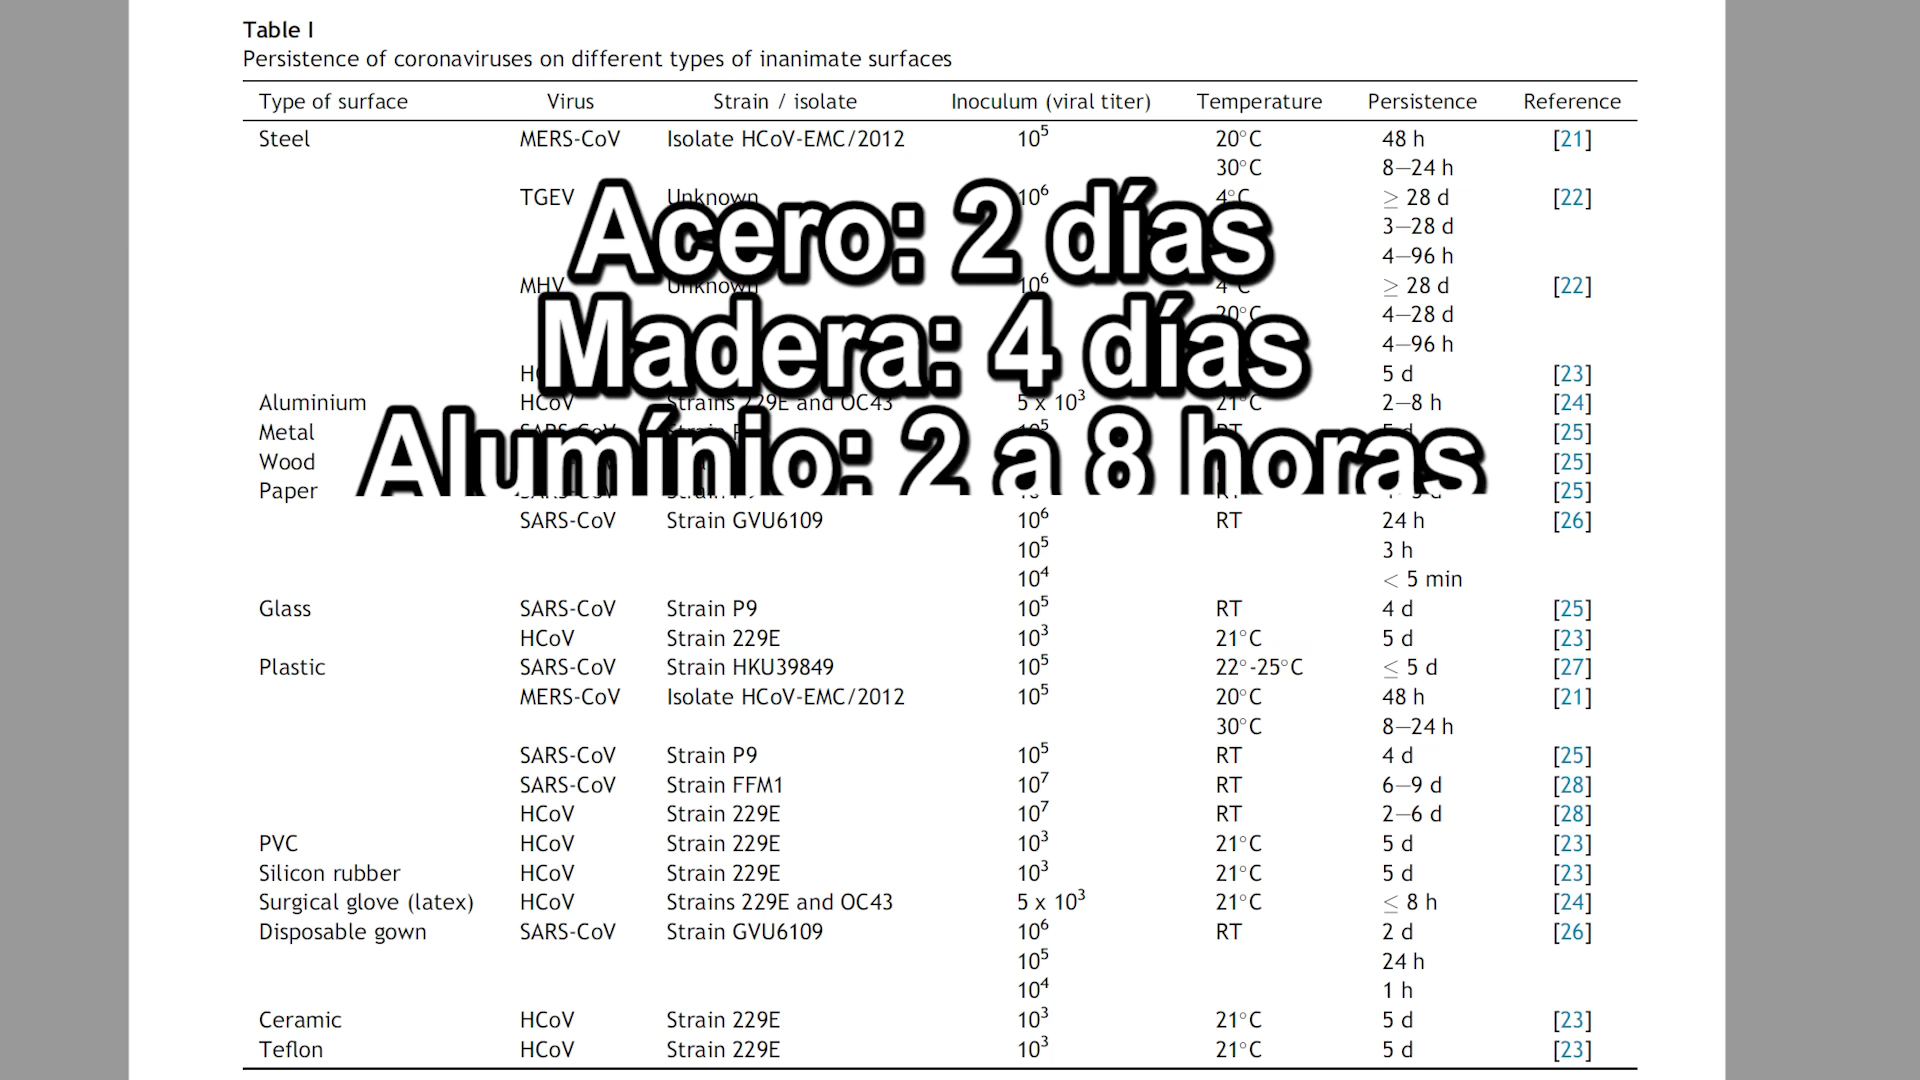 Table I
Persistence of coronaviruses on different types of inanimate surfaces
Type of surface Virus Strain / isolate Inoculum (viral titer) Temperature Persistence Reference
Steel MERS-CoV Isolate HCoV-EMC/2012 10^5 20°C 48 h [21]
30°C 8–24 h
TGEV Unknown 10^6 4°C ≥ 28 d [22]
3–28 d
4–96 h
Acero: 2 días
MHV Unknown 10^6 4°C ≥ 28 d [22]
20°C 4–28 d
4–96 h
Madera: 4 días
5 d [23]
Aluminium HCoV Strains 229E and OC43 5 x 10^3 21°C 2–8 h [24]
Metal SARS-CoV [25]
Alumínio: 2 a 8 horas
Wood [25]
Paper [25]
SARS-CoV Strain GVU6109 10^6 RT 24 h [26]
10^5 3 h
10^4 < 5 min
Glass SARS-CoV Strain P9 10^5 RT 4 d [25]
HCoV Strain 229E 10^3 21°C 5 d [23]
Plastic SARS-CoV Strain HKU39849 10^5 22°-25°C ≤ 5 d [27]
MERS-CoV Isolate HCoV-EMC/2012 10^5 20°C 48 h [21]
30°C 8–24 h
SARS-CoV Strain P9 10^5 RT 4 d [25]
SARS-CoV Strain FFM1 10^7 RT 6–9 d [28]
HCoV Strain 229E 10^7 RT 2–6 d [28]
PVC HCoV Strain 229E 10^3 21°C 5 d [23]
Silicon rubber HCoV Strain 229E 10^3 21°C 5 d [23]
Surgical glove (latex) HCoV Strains 229E and OC43 5 x 10^3 21°C ≤ 8 h [24]
Disposable gown SARS-CoV Strain GVU6109 10^6 RT 2 d [26]
10^5 24 h
10^4 1 h
Ceramic HCoV Strain 229E 10^3 21°C 5 d [23]
Teflon HCoV Strain 229E 10^3 21°C 5 d [23]